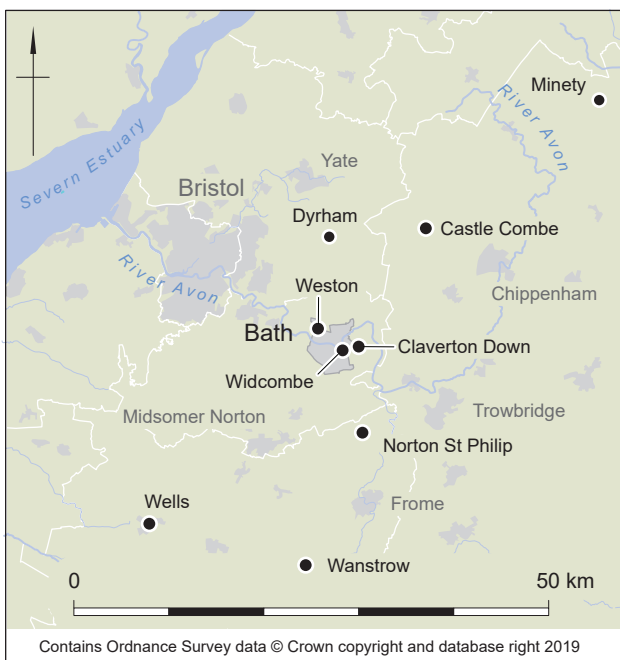 Minety
River Avon
Severn Estuary
Yate
Bristol
Dyrham
Castle Combe
River Avon
Weston
Chippenham
Bath
Claverton Down
Widcombe
Midsomer Norton
Trowbridge
Norton St Philip
Wells
Frome
Wanstrow
0 50 km
Contains Ordnance Survey data © Crown copyright and database right 2019